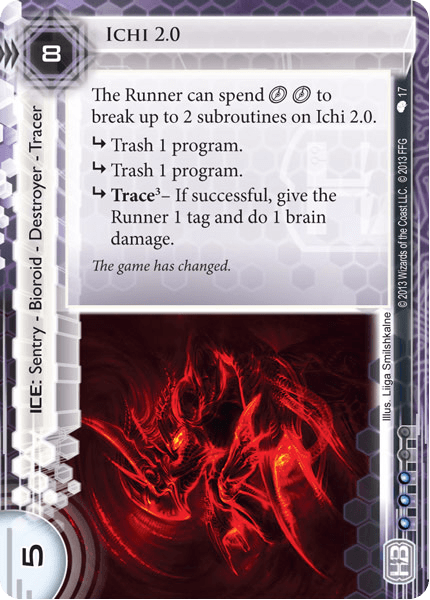 Ichi 2.0
8
The Runner can spend to
break up to 2 subroutines on Ichi 2.0.
Trash 1 program.
Trash 1 program.
Trace³– If successful, give the
Runner 1 tag and do 1 brain
damage.
The game has changed.
ICE: Sentry - Bioroid - Destroyer - Tracer
17
© 2013 Wizards of the Coast LLC. © 2013 FFG
Illus. Liiga Smilshkalne
5
HB